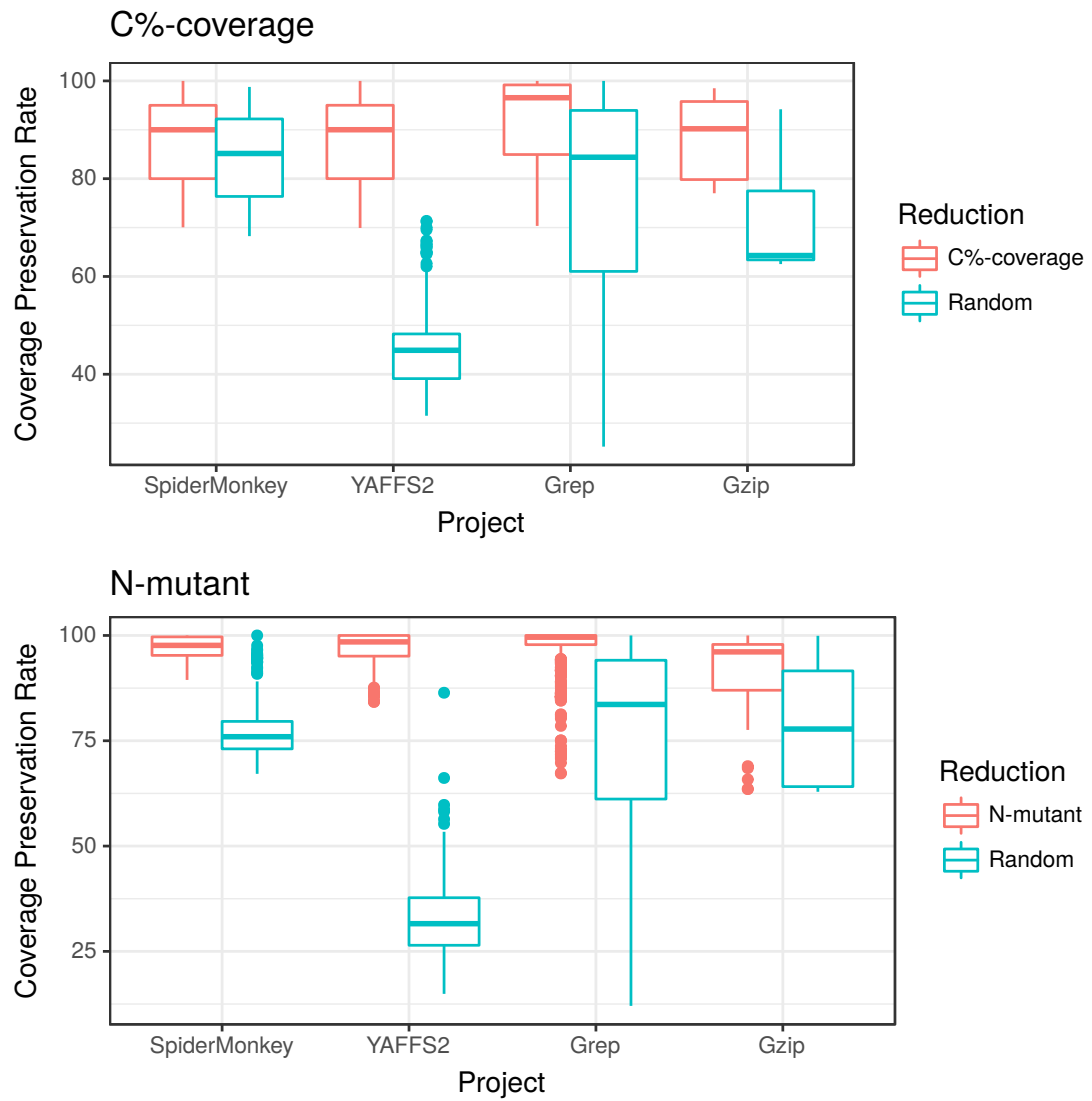 C%-coverage
Coverage Preservation Rate
100
80
60
40
SpiderMonkey YAFFS2 Grep Gzip
Project
Reduction
C%-coverage
Random
N-mutant
Coverage Preservation Rate
100
75
50
25
SpiderMonkey YAFFS2 Grep Gzip
Project
Reduction
N-mutant
Random